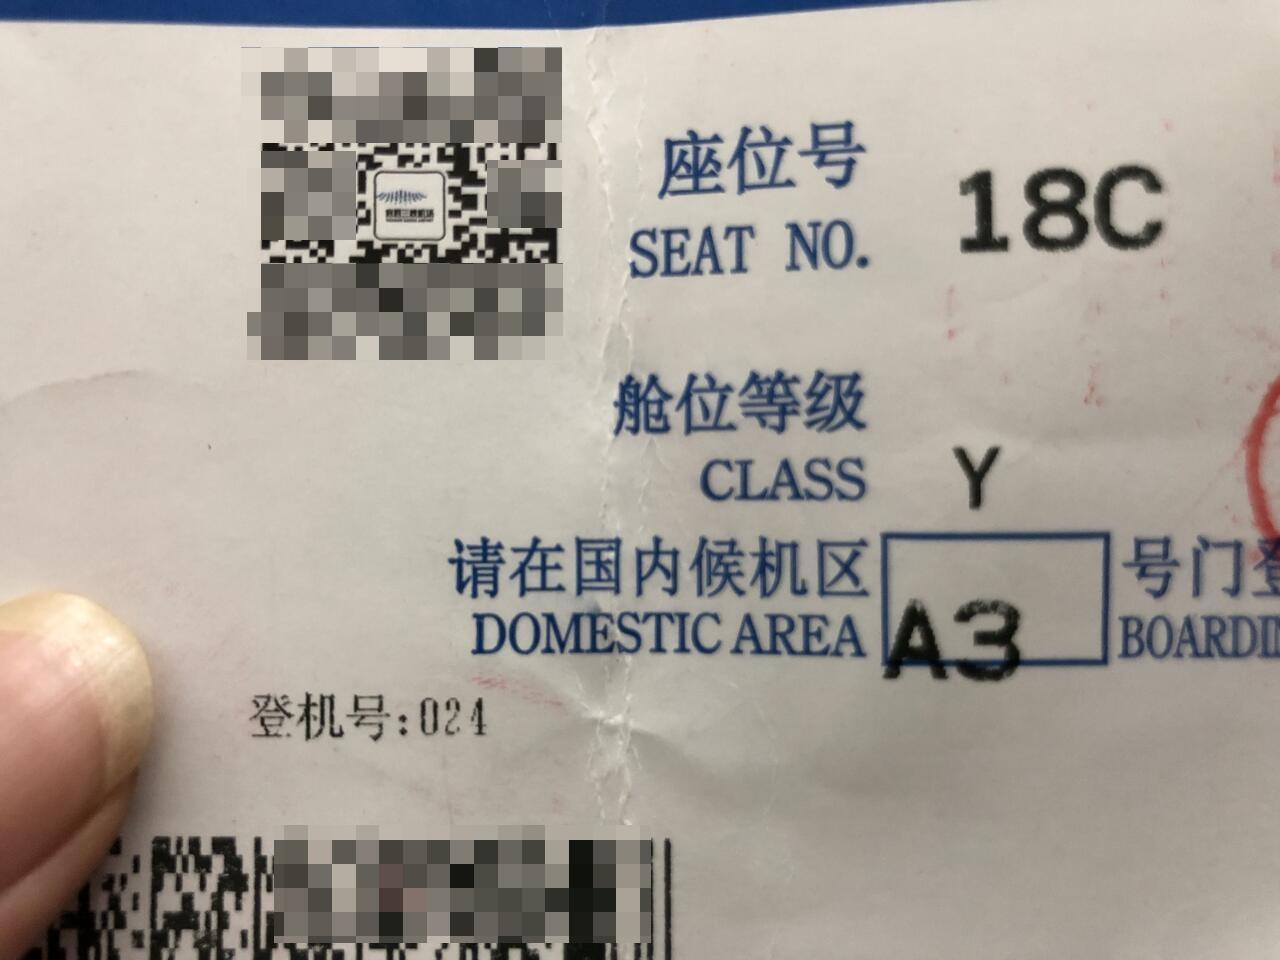 座位号
SEAT NO.
18C
舱位等级
CLASS
Y
请在国内候机区
DOMESTIC AREA
A3
号门登
BOARDI
登机号:024